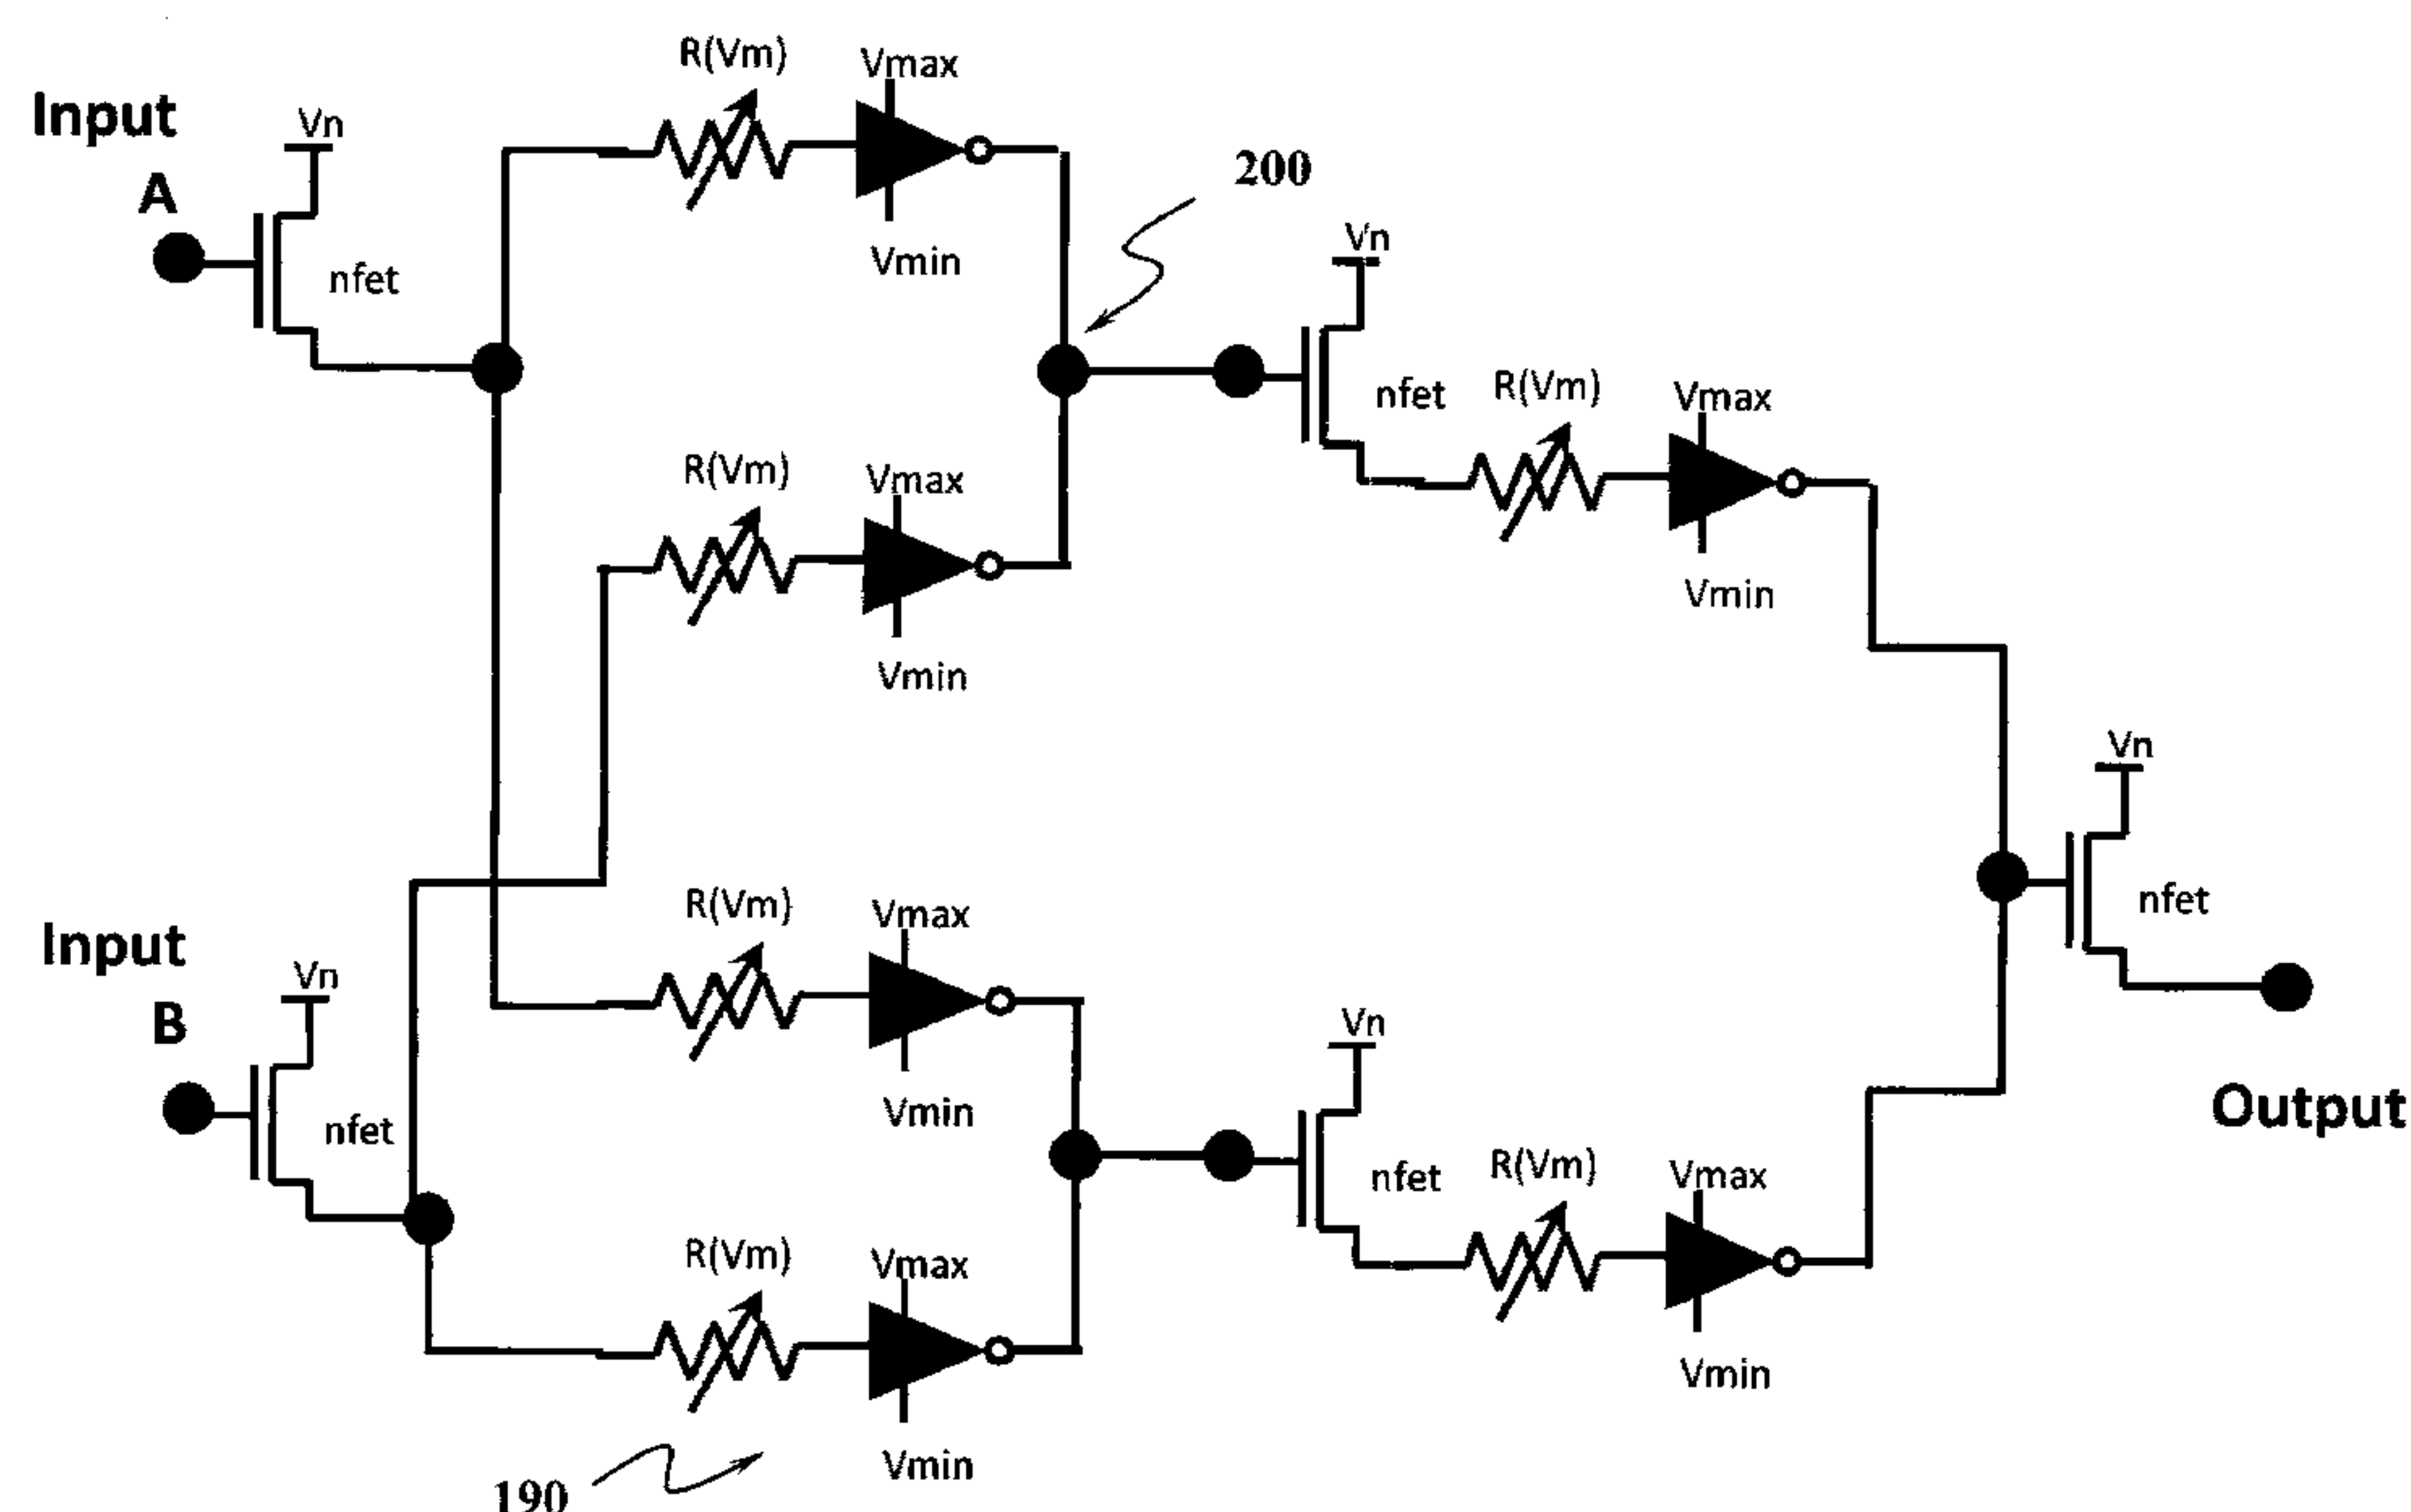 R(Vm)
Vmax
Input
A
Vn
nfet
Vmin
200
Vn
nfet
R(Vm)
Vmax
Vmin
R(Vm)
Vmax
Vmin
Vn
nfet
Output
Input
B
Vn
nfet
R(Vm)
Vmax
Vmin
Vn
nfet
R(Vm)
Vmax
Vmin
R(Vm)
Vmax
Vmin
190